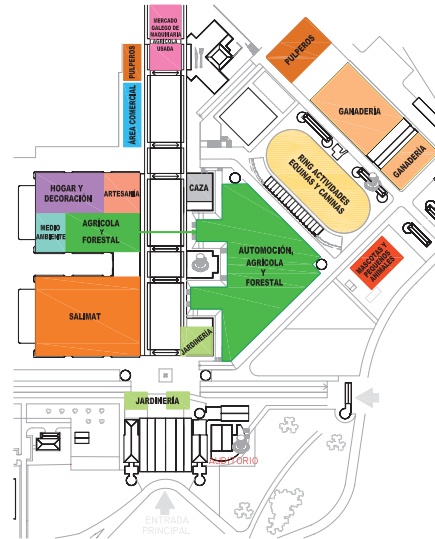 MERCADO
GALEGO DE
MAQUINARIA
AGRÍCOLA
USADA
PULPEROS
ÁREA COMERCIAL
PULPEROS
GANADERÍA
GANADERÍA
RING ACTIVIDADES
EQUINAS Y CANINAS
HOGAR Y
DECORACIÓN
ARTESANÍA
CAZA
MEDIO
AMBIENTE
AGRÍCOLA
Y
FORESTAL
AUTOMOCIÓN,
AGRÍCOLA
Y
FORESTAL
MASCOTAS Y
PEQUEÑOS
ANIMALES
SALIMAT
JARDINERÍA
JARDINERÍA
AUDITORIO
ENTRADA
PRINCIPAL